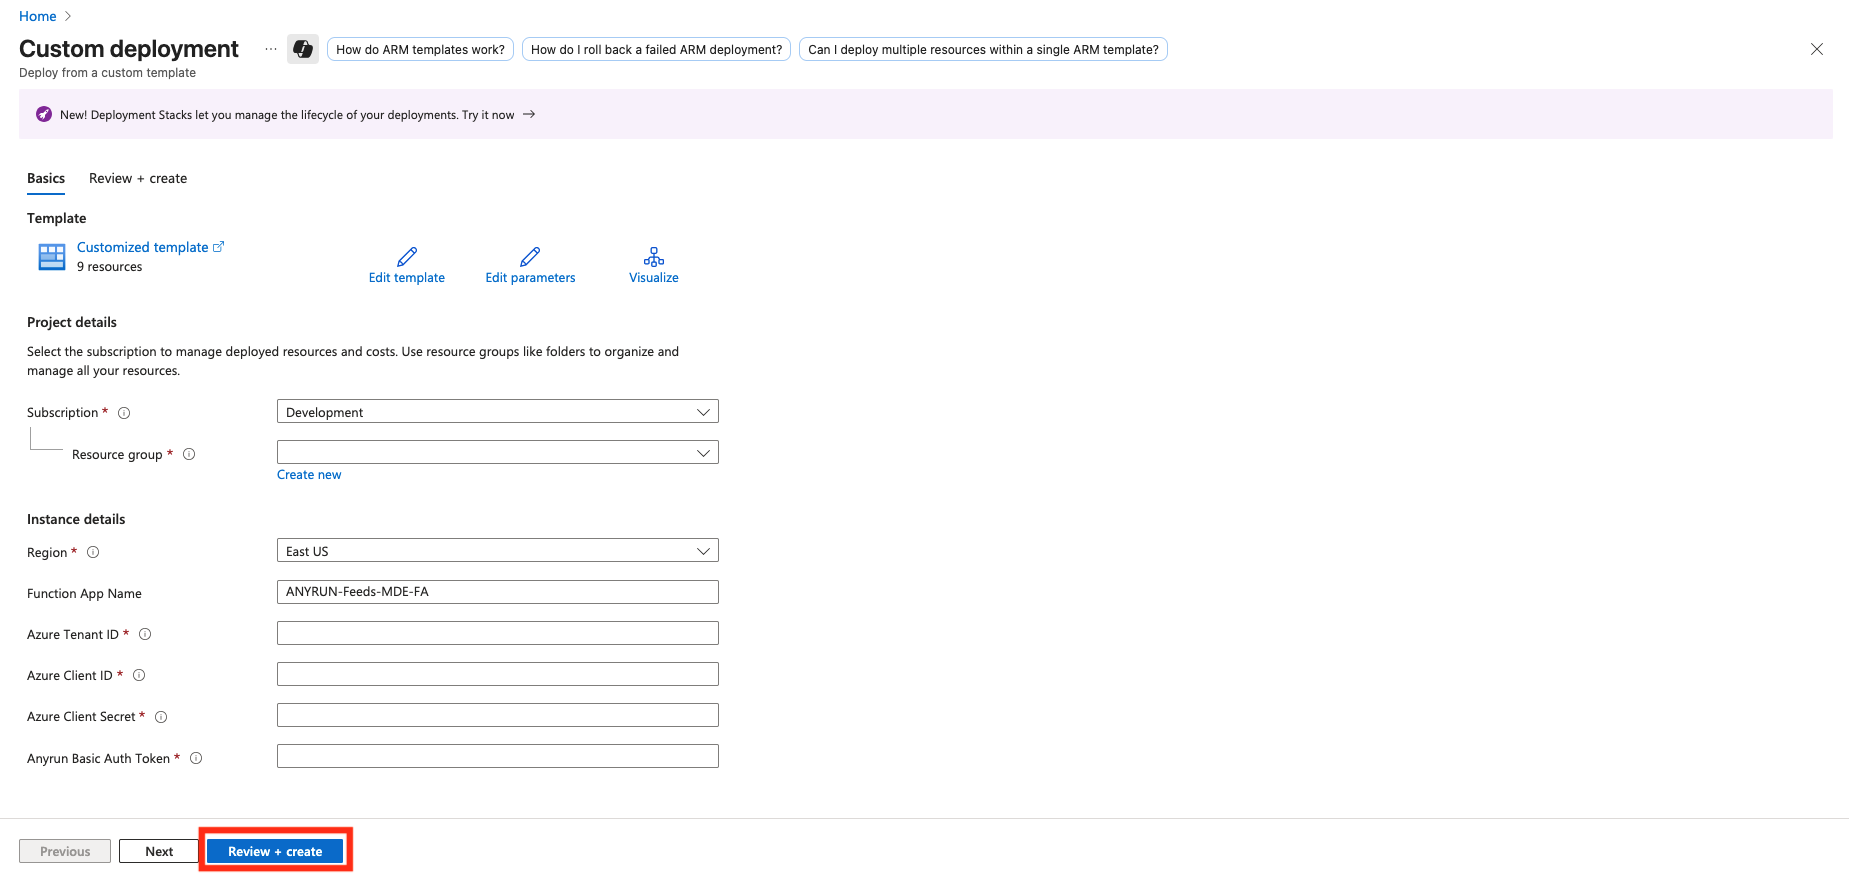 Home >
Custom deployment ...
How do ARM templates work?
How do I roll back a failed ARM deployment?
Can I deploy multiple resources within a single ARM template?
Deploy from a custom template
New! Deployment Stacks let you manage the lifecycle of your deployments. Try it now →
Basics
Review + create
Template
Customized template
9 resources
Edit template
Edit parameters
Visualize
Project details
Select the subscription to manage deployed resources and costs. Use resource groups like folders to organize and
manage all your resources.
Subscription *
Development
Resource group *
Create new
Instance details
Region *
East US
Function App Name
ANYRUN-Feeds-MDE-FA
Azure Tenant ID *
Azure Client ID *
Azure Client Secret *
Anyrun Basic Auth Token *
Previous
Next
Review + create